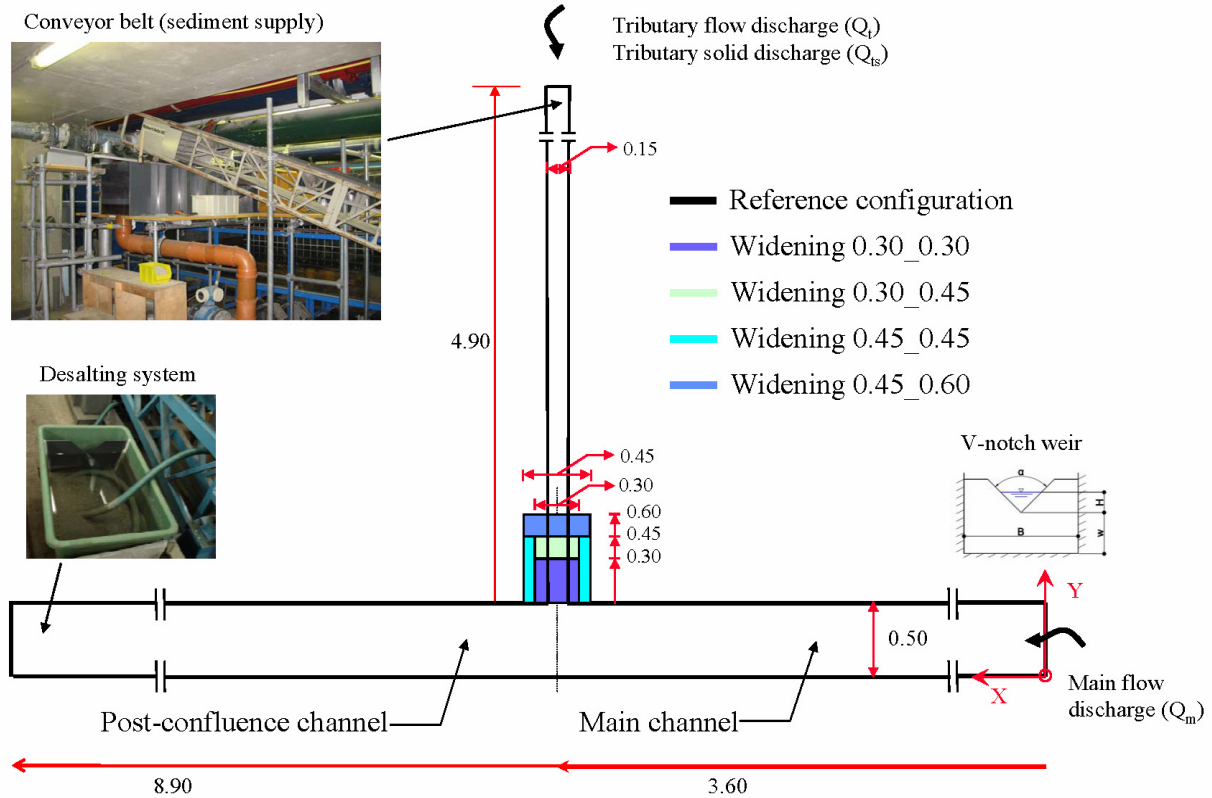 Conveyor belt (sediment supply)
Tributary flow discharge (Qt)
Tributary solid discharge (Qts)
0.15
Reference configuration
Widening 0.30_0.30
Widening 0.30_0.45
Widening 0.45_0.45
Widening 0.45_0.60
4.90
Desalting system
V-notch weir
α
H
B
w
0.45
0.30
0.60
0.45
0.30
Y
0.50
X
Main flow
discharge (Qm)
Post-confluence channel
Main channel
8.90
3.60